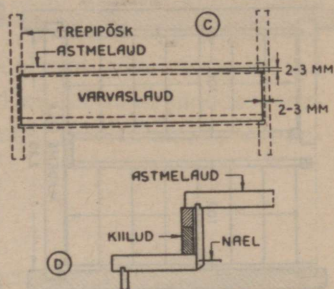 TREPIPÕSK
ASTMELAUD
C
2-3 MM
VARVASLAUD
2-3 MM
ASTMELAUD
KIILUD
NAEL
D